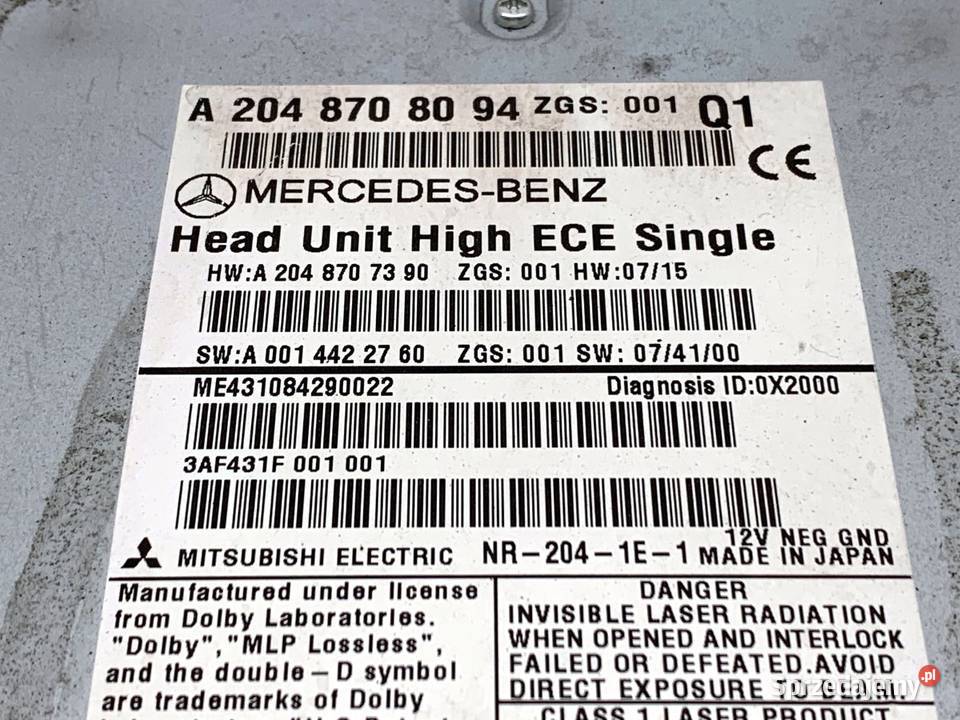 A 204 870 80 94 ZGS: 001 Q1
CE
MERCEDES-BENZ
Head Unit High ECE Single
HW:A 204 870 73 90 ZGS: 001 HW:07/15
SW:A 001 442 27 60 ZGS: 001 SW: 07/41/00
ME431084290022 Diagnosis ID:0X2000
3AF431F 001 001
MITSUBISHI ELECTRIC NR-204-1E-1
12V NEG GND
MADE IN JAPAN
Manufactured under license
from Dolby Laboratories.
"Dolby", "MLP Lossless",
and the double-D symbol
are trademarks of Dolby
DANGER
INVISIBLE LASER RADIATION
WHEN OPENED AND INTERLOCK
FAILED OR DEFEATED. AVOID
DIRECT EXPOSURE
CLASS 1 LASER PRODUCT
sprzedajemy .pl